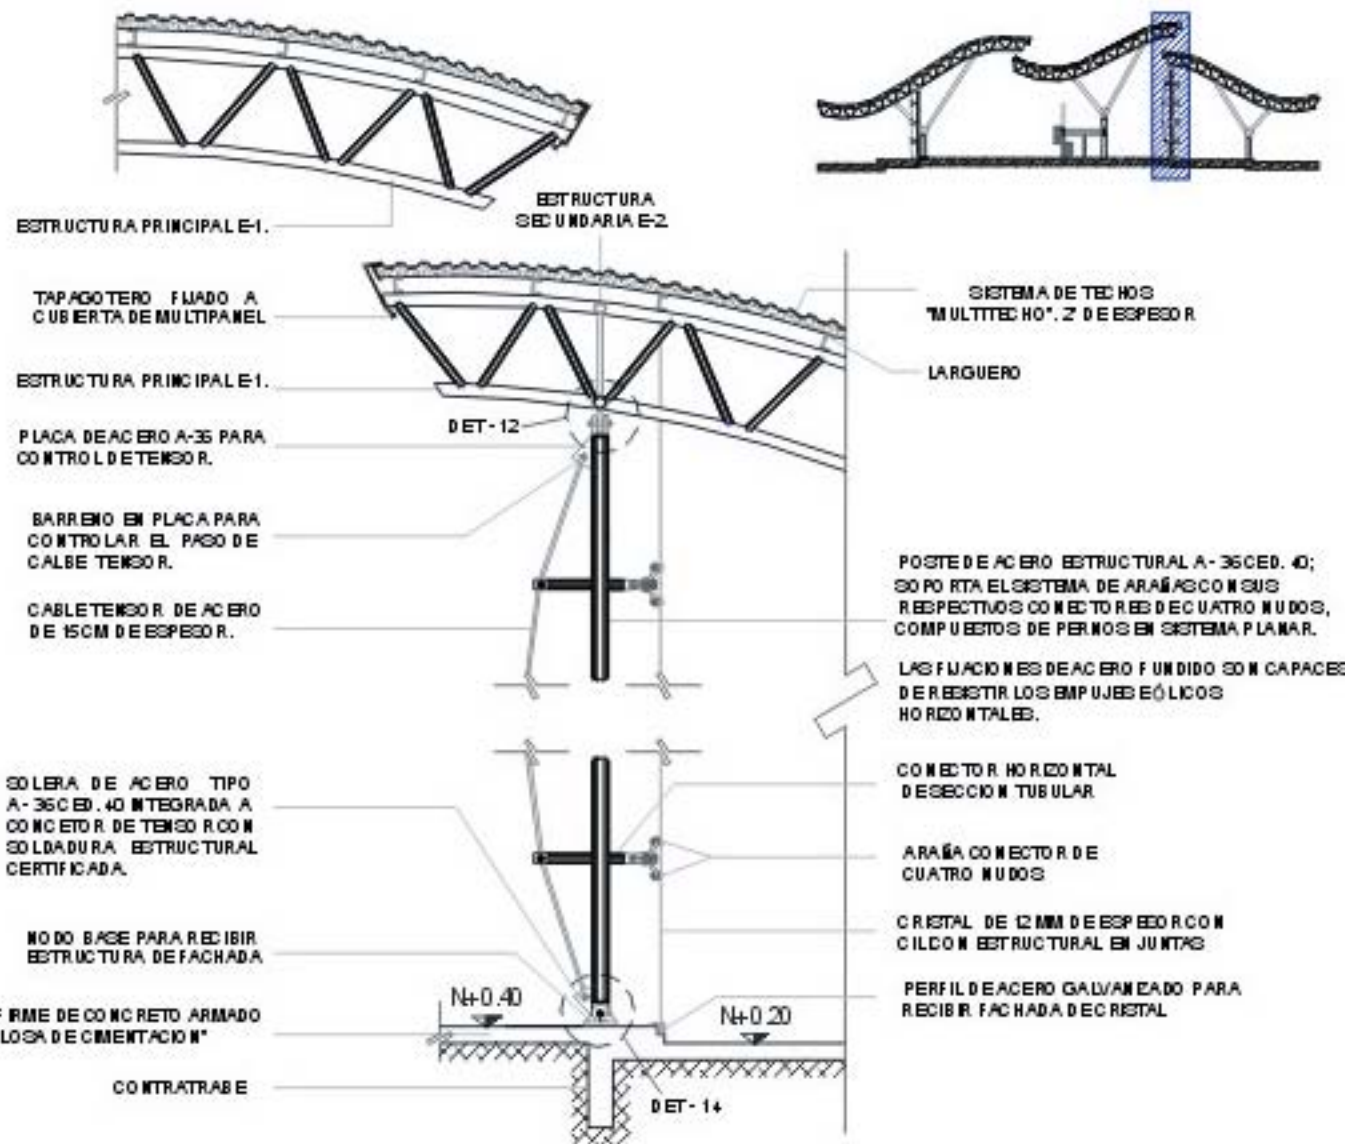 ESTRUCTURA PRINCIPAL E-1.
ESTRUCTURA
SECUNDARIA E-2
TAPAGOTERO FIJADO A
CUBIERTA DE MULTIPANEL
ESTRUCTURA PRINCIPAL E-1.
PLACA DE ACERO A-36 PARA
CONTROL DE TENSOR.
BARRENO EN PLACA PARA
CONTROLAR EL PASO DE
CALBE TENSOR.
CABLE TENSOR DE ACERO
DE 15CM DE ESPESOR.
SOLERA DE ACERO TIPO
A-36 CED. 40 INTEGRADA A
CONCETOR DE TENSOR CON
SOLDADURA ESTRUCTURAL
CERTIFICADA.
NODO BASE PARA RECIBIR
ESTRUCTURA DE FACHADA
FIRME DE CONCRETO ARMADO
LOSA DE CIMENTACION"
CONTRATRABE
DET-12
N+0.40
N+0.20
DET-14
SISTEMA DE TECHOS
"MULTITECHO", 2" DE ESPESOR
LARGUERO
POSTE DE ACERO ESTRUCTURAL A-36 CED. 40;
SOPORTA EL SISTEMA DE ARAÑAS CON SUS
RESPECTIVOS CONECTORES DE CUATRO NUDOS,
COMPUESTOS DE PERNOS EN SISTEMA PLANAR.
LAS FIJACIONES DE ACERO FUNDIDO SON CAPACES
DE RESISTIR LOS EMPUJES EÓLICOS
HORIZONTALES.
CONECTOR HORIZONTAL
DE SECCION TUBULAR
ARAÑA CONECTOR DE
CUATRO NUDOS
CRISTAL DE 12 MM DE ESPESOR CON
CILCON ESTRUCTURAL EN JUNTAS
PERFIL DE ACERO GALVANIZADO PARA
RECIBIR FACHADA DE CRISTAL